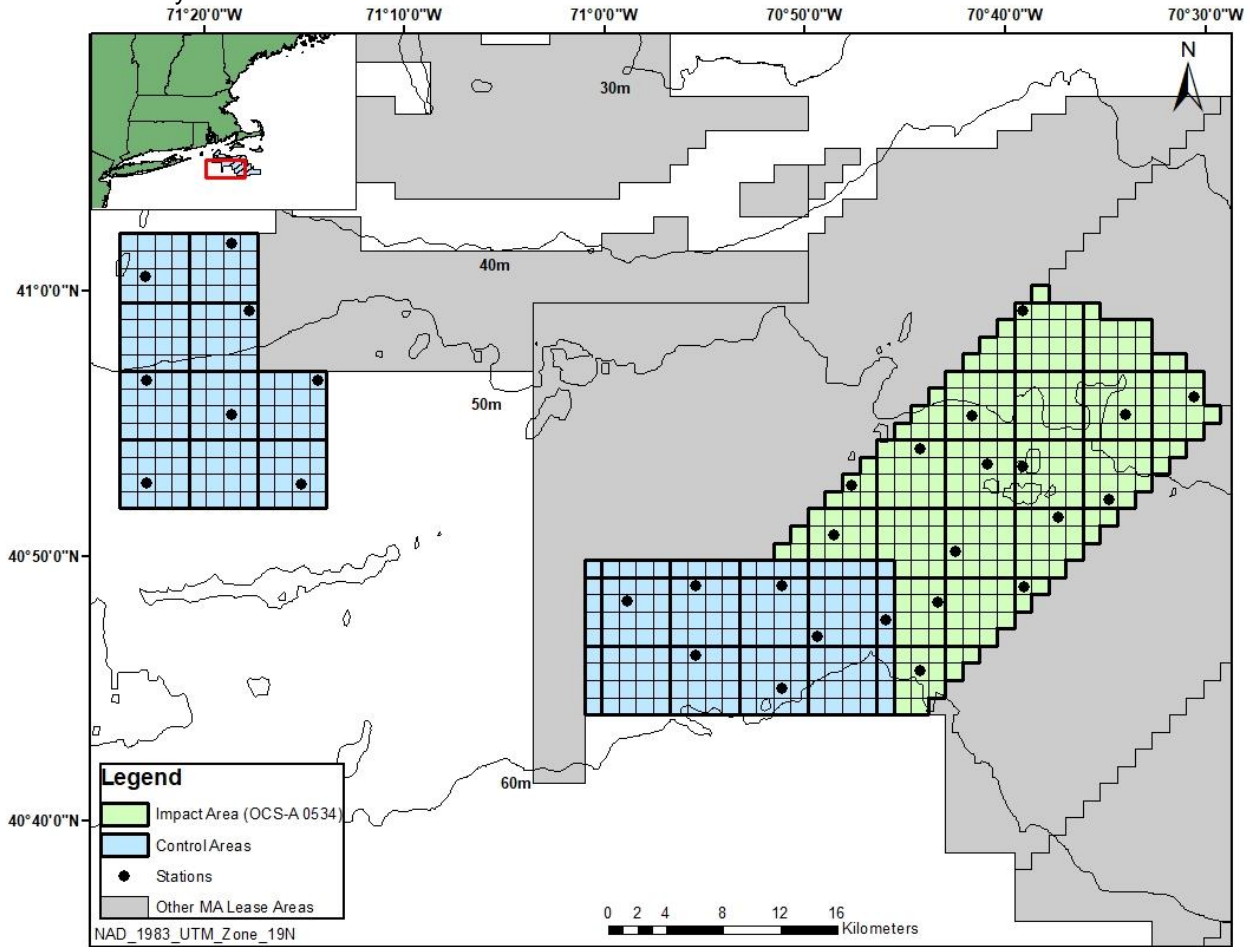 71°20'0"W 71°10'0"W 71°0'0"W 70°50'0"W 70°40'0"W 70°30'0"W
N
30m
40m
41°0'0"N
50m
40°50'0"N
60m
40°40'0"N
Legend
Impact Area (OCS-A 0534)
Control Areas
Stations
Other MA Lease Areas
0 2 4 8 12 16
Kilometers
NAD_1983_UTM_Zone_19N